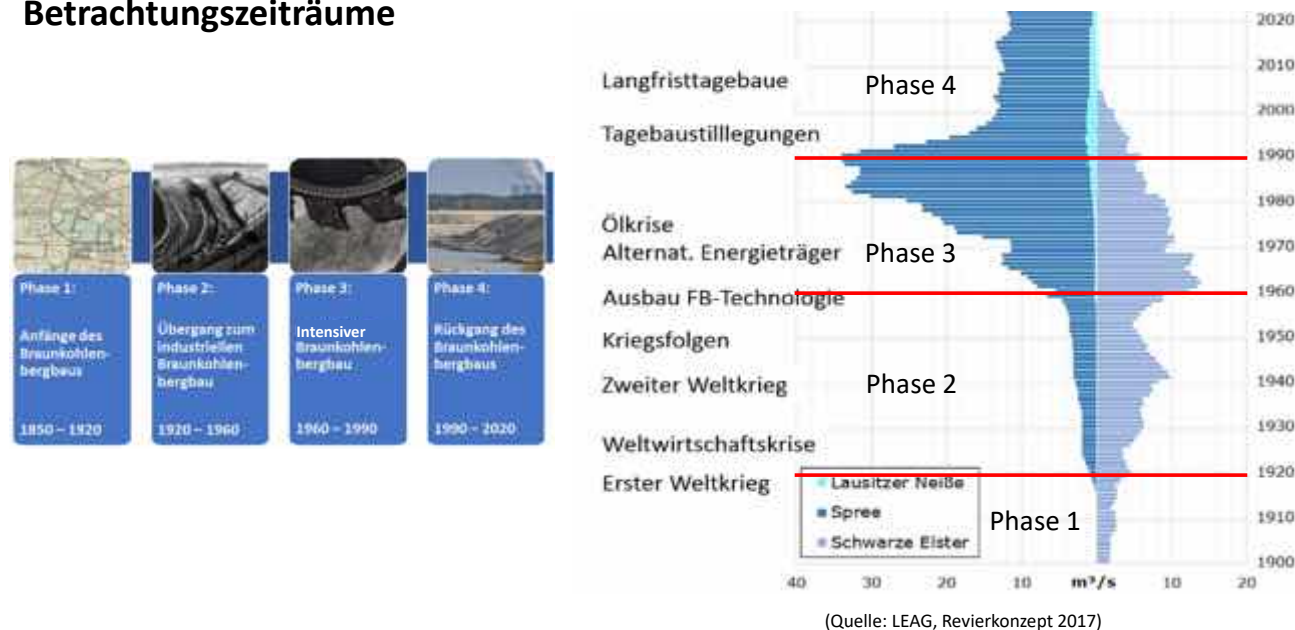 Betrachtungszeiträume
Phase 1:
Anfänge des
Braunkohlen-
bergbaus
1850 – 1920
Phase 2:
Übergang zum
industriellen
Braunkohlen-
bergbau
1920 – 1960
Phase 3:
Intensiver
Braunkohlen-
bergbau
1960 – 1990
Phase 4:
Rückgang des
Braunkohlen-
bergbaus
1990 – 2020
Langfristtagebaue
Tagebaustilllegungen
Ölkrise
Alternat. Energieträger
Ausbau FB-Technologie
Kriegsfolgen
Zweiter Weltkrieg
Weltwirtschaftskrise
Erster Weltkrieg
Phase 4
Phase 3
Phase 2
Phase 1
Lausitzer Neiße
Spree
Schwarze Elster
2020
2010
2000
1990
1980
1970
1960
1950
1940
1930
1920
1910
1900
40 30 20 10 m³/s 10 20
(Quelle: LEAG, Revierkonzept 2017)